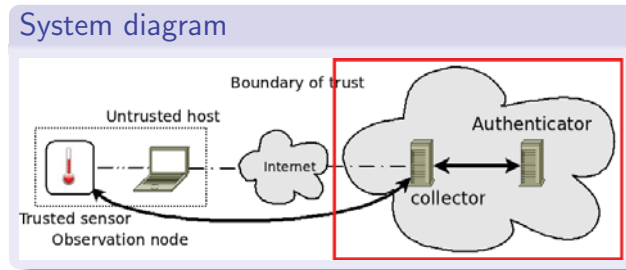 System diagram
Boundary of trust
Untrusted host
Authenticator
Internet
collector
Trusted sensor
Observation node